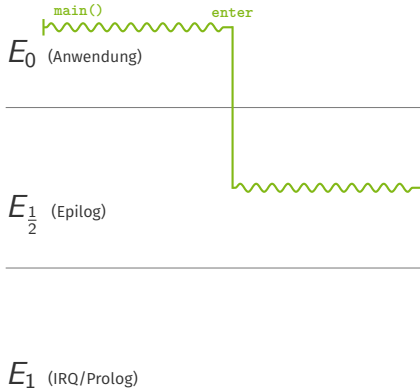 main() enter
E0 (Anwendung)
E1/2 (Epilog)
E1 (IRQ/Prolog)